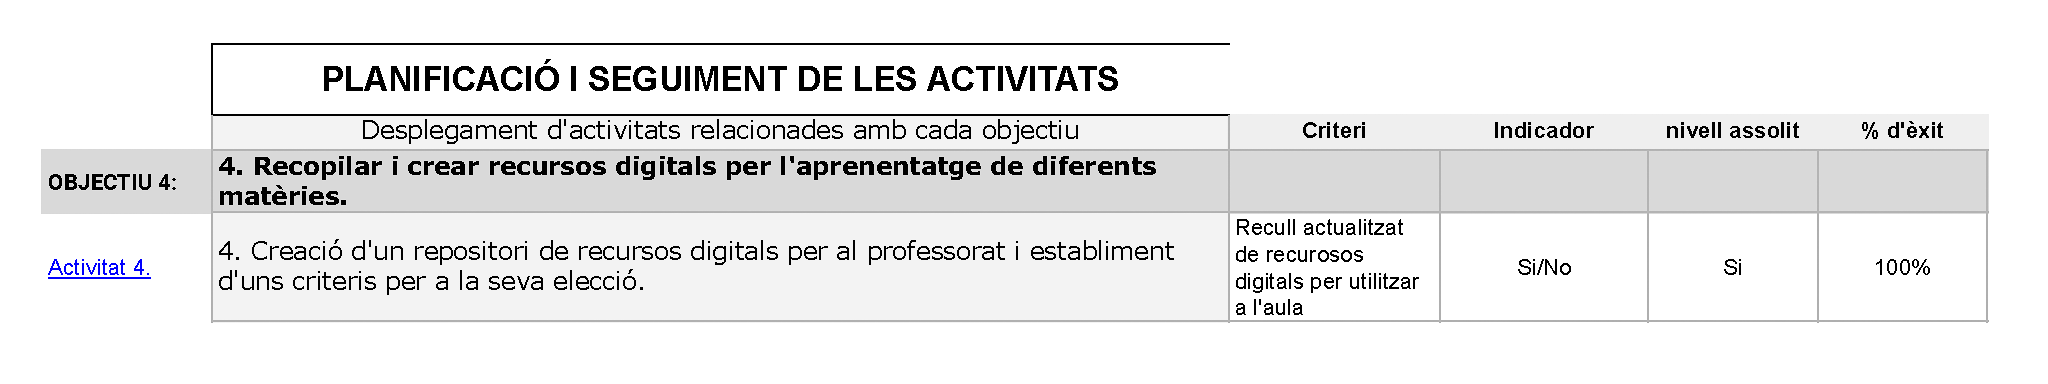 PLANIFICACIÓ I SEGUIMENT DE LES ACTIVITATS
Desplegament d'activitats relacionades amb cada objectiu
Criteri
Indicador
nivell assolit
% d'èxit
OBJECTIU 4:
4. Recopilar i crear recursos digitals per l'aprenentatge de diferents
matèries.
Activitat 4.
4. Creació d'un repositori de recursos digitals per al professorat i establiment
d'uns criteris per a la seva elecció.
Recull actualitzat
de recurosos
digitals per utilitzar
a l'aula
Si/No
Si
100%